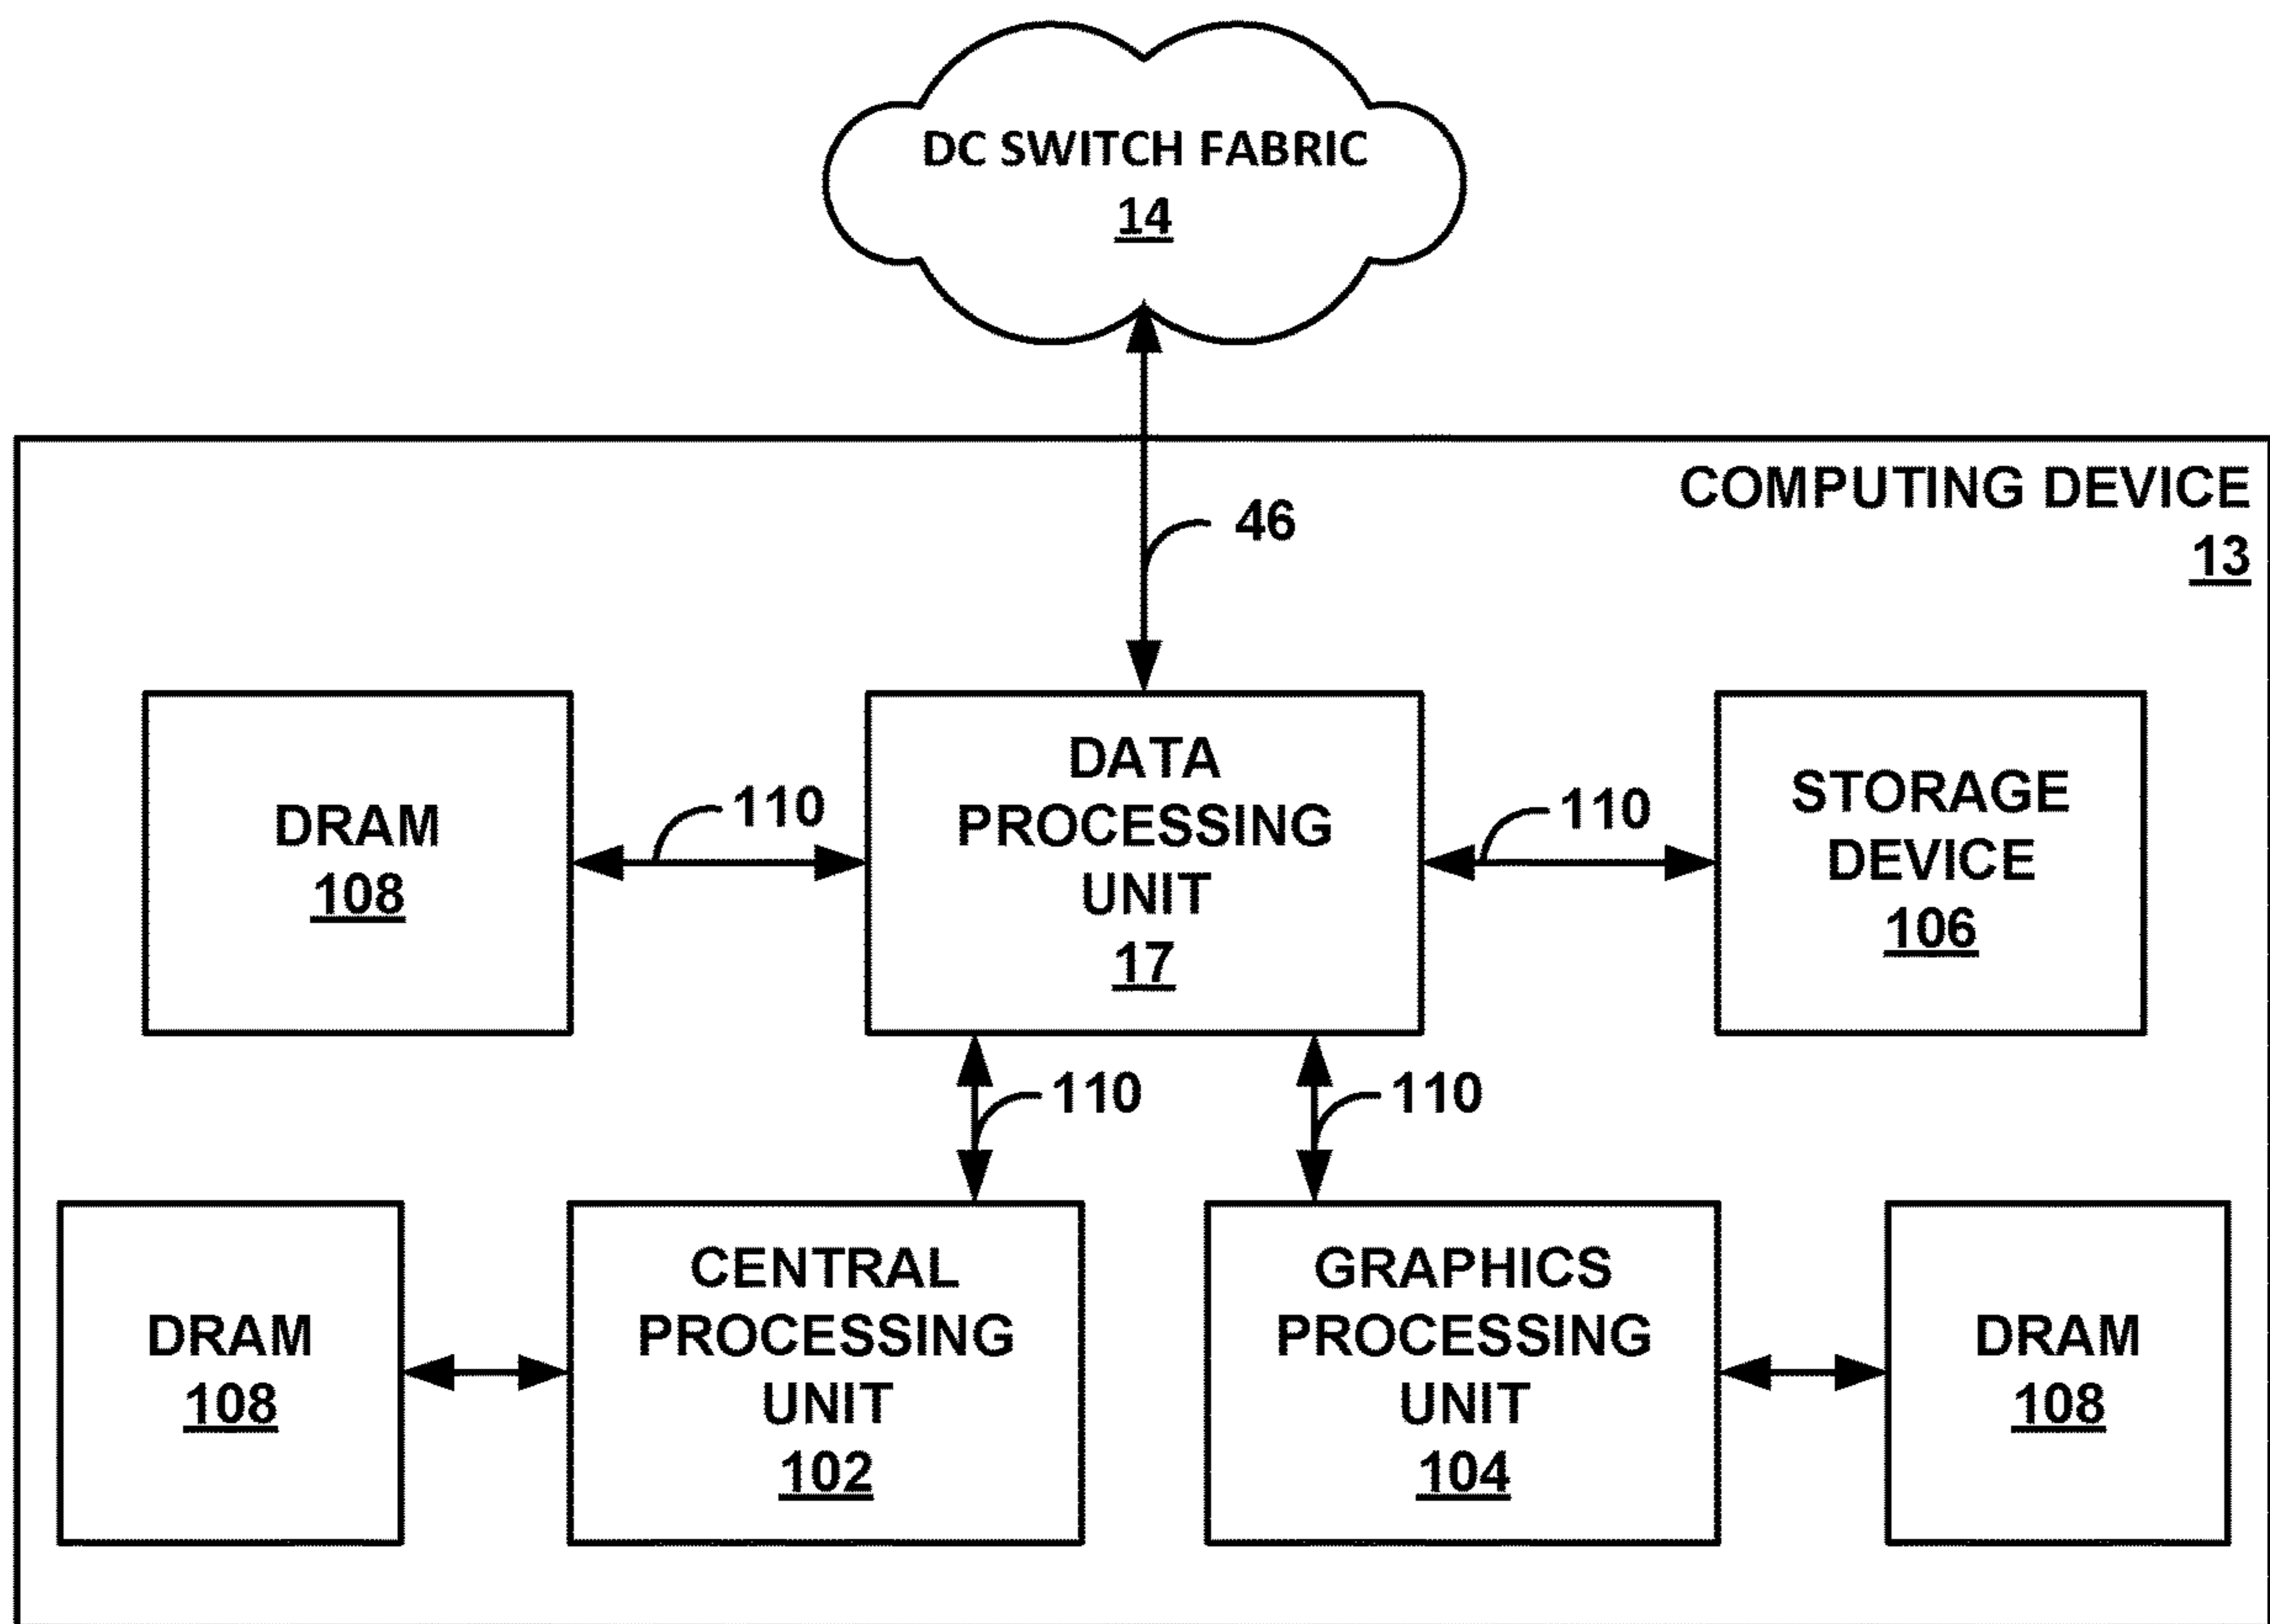 DC SWITCH FABRIC
14
COMPUTING DEVICE
13
46
DRAM
108
110
DATA
PROCESSING
UNIT
17
110
STORAGE
DEVICE
106
110
110
DRAM
108
CENTRAL
PROCESSING
UNIT
102
GRAPHICS
PROCESSING
UNIT
104
DRAM
108